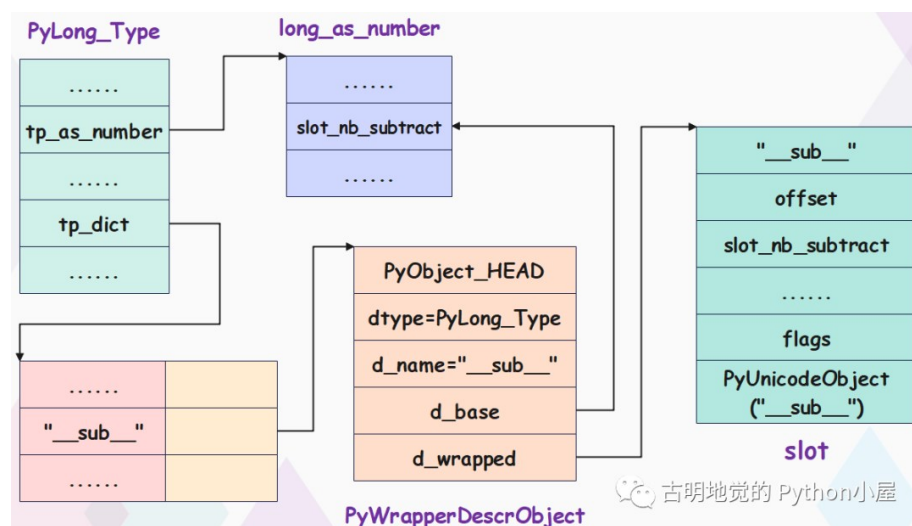 PyLong_Type
......
tp_as_number
......
tp_dict
......
long_as_number
......
slot_nb_subtract
......
......
"__sub__"
......
PyObject_HEAD
dtype=PyLong_Type
d_name="__sub__"
d_base
d_wrapped
PyWrapperDescrObject
"__sub__"
offset
slot_nb_subtract
......
flags
PyUnicodeObject
("__sub__")
slot
古明地觉的 Python小屋